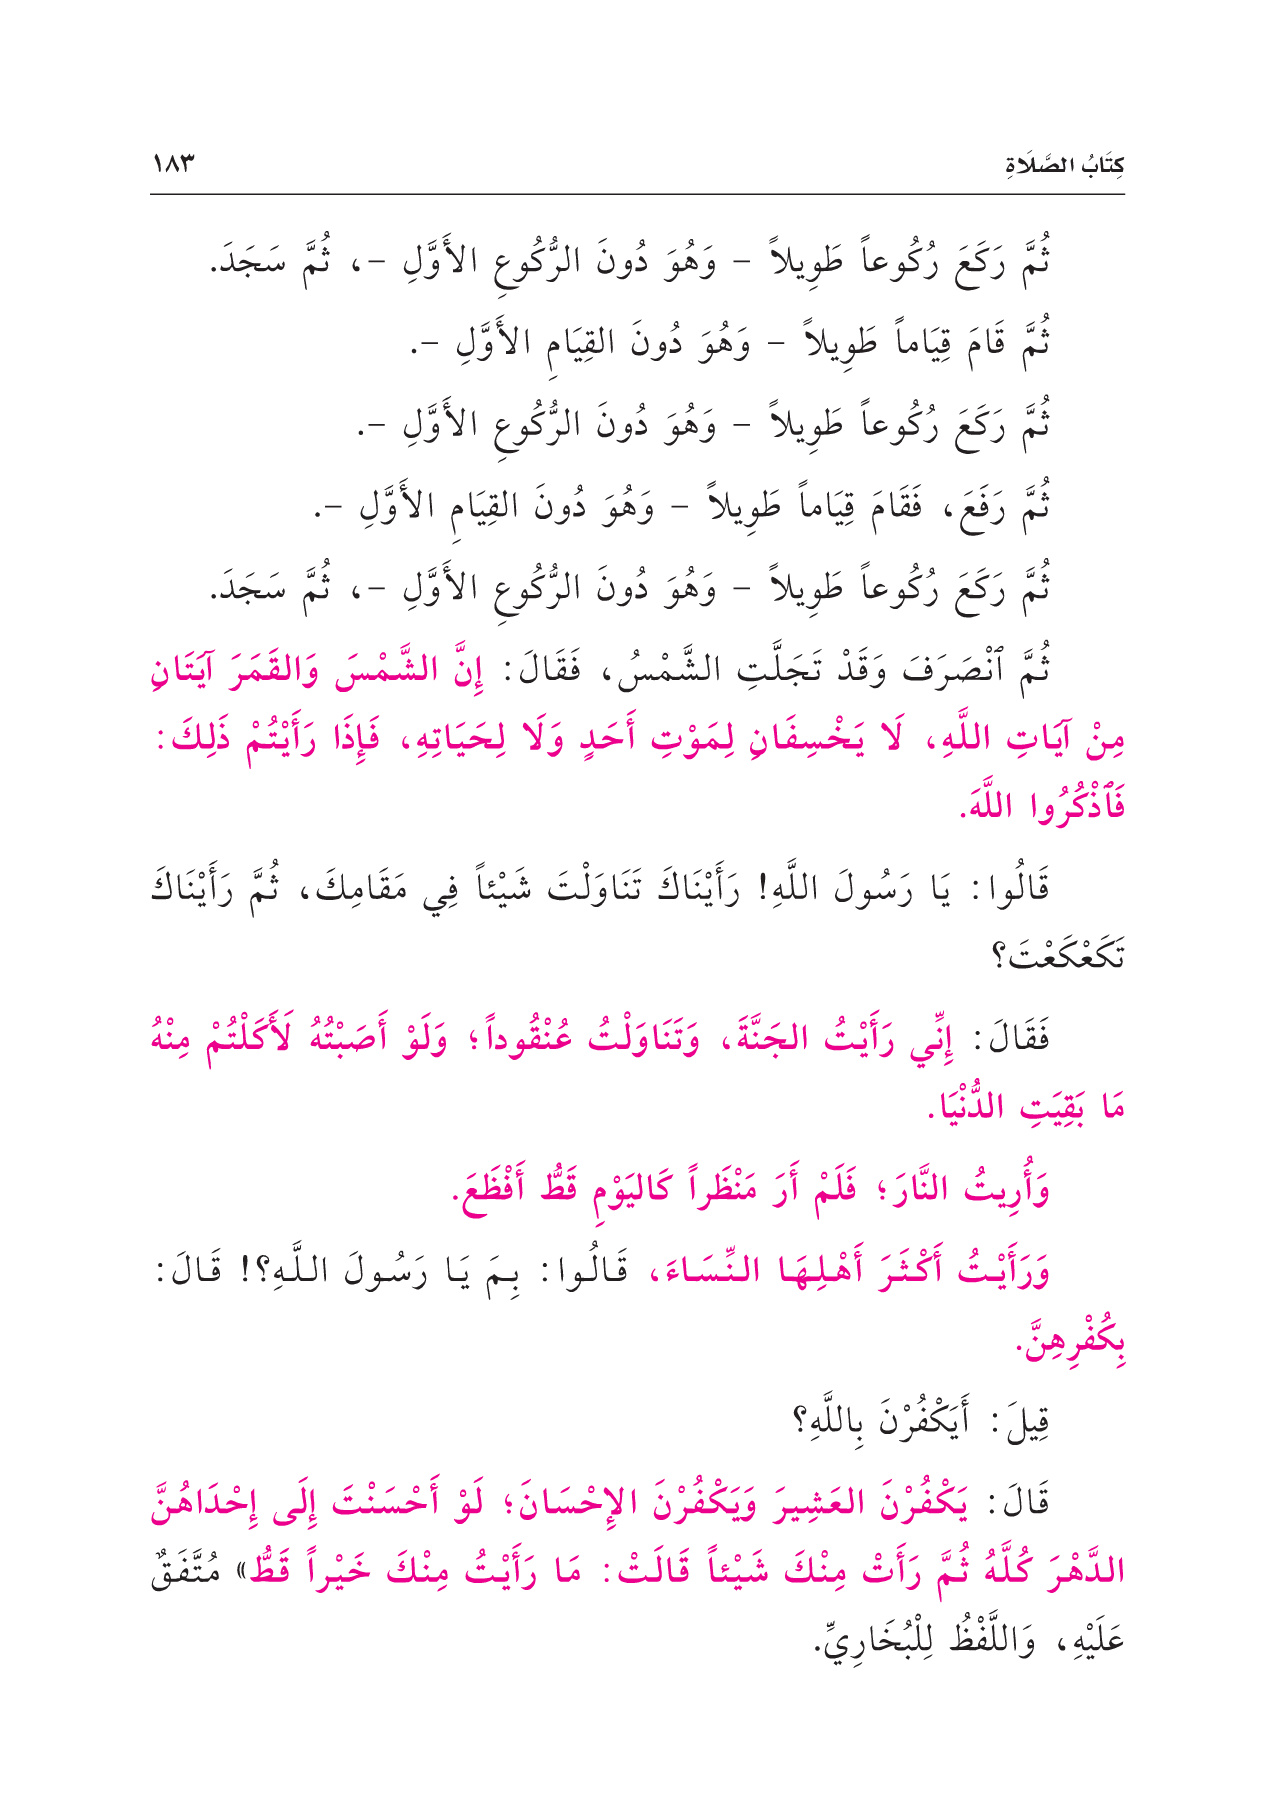 كِتَابُ الصَّلَاةِ ١٨٣
ثُمَّ رَكَعَ رُكُوعاً طَوِيلاً – وَهُوَ دُونَ الرُّكُوعِ الأَوَّلِ –، ثُمَّ سَجَدَ.
ثُمَّ قَامَ قِيَاماً طَوِيلاً – وَهُوَ دُونَ القِيَامِ الأَوَّلِ –.
ثُمَّ رَكَعَ رُكُوعاً طَوِيلاً – وَهُوَ دُونَ الرُّكُوعِ الأَوَّلِ –.
ثُمَّ رَفَعَ، فَقَامَ قِيَاماً طَوِيلاً – وَهُوَ دُونَ القِيَامِ الأَوَّلِ –.
ثُمَّ رَكَعَ رُكُوعاً طَوِيلاً – وَهُوَ دُونَ الرُّكُوعِ الأَوَّلِ –، ثُمَّ سَجَدَ.
ثُمَّ ٱنْصَرَفَ وَقَدْ تَجَلَّتِ الشَّمْسُ، فَقَالَ: إِنَّ الشَّمْسَ وَالقَمَرَ آيَتَانِ
مِنْ آيَاتِ اللَّهِ، لَا يَخْسِفَانِ لِمَوْتِ أَحَدٍ وَلَا لِحَيَاتِهِ، فَإِذَا رَأَيْتُمْ ذَلِكَ:
فَٱذْكُرُوا اللَّهَ.
قَالُوا: يَا رَسُولَ اللَّهِ! رَأَيْنَاكَ تَنَاوَلْتَ شَيْئاً فِي مَقَامِكَ، ثُمَّ رَأَيْنَاكَ
تَكَعْكَعْتَ؟
فَقَالَ: إِنِّي رَأَيْتُ الجَنَّةَ، وَتَنَاوَلْتُ عُنْقُوداً؛ وَلَوْ أَصَبْتُهُ لَأَكَلْتُمْ مِنْهُ
مَا بَقِيَتِ الدُّنْيَا.
وَأُرِيتُ النَّارَ؛ فَلَمْ أَرَ مَنْظَراً كَاليَوْمِ قَطُّ أَفْظَعَ.
وَرَأَيْتُ أَكْثَرَ أَهْلِهَا النِّسَاءَ، قَالُوا: بِمَ يَا رَسُولَ اللَّهِ؟! قَالَ:
بِكُفْرِهِنَّ.
قِيلَ: أَيَكْفُرْنَ بِاللَّهِ؟
قَالَ: يَكْفُرْنَ العَشِيرَ وَيَكْفُرْنَ الإِحْسَانَ؛ لَوْ أَحْسَنْتَ إِلَى إِحْدَاهُنَّ
الدَّهْرَ كُلَّهُ ثُمَّ رَأَتْ مِنْكَ شَيْئاً قَالَتْ: مَا رَأَيْتُ مِنْكَ خَيْراً قَطُّ» مُتَّفَقٌ
عَلَيْهِ، وَاللَّفْظُ لِلْبُخَارِيِّ.